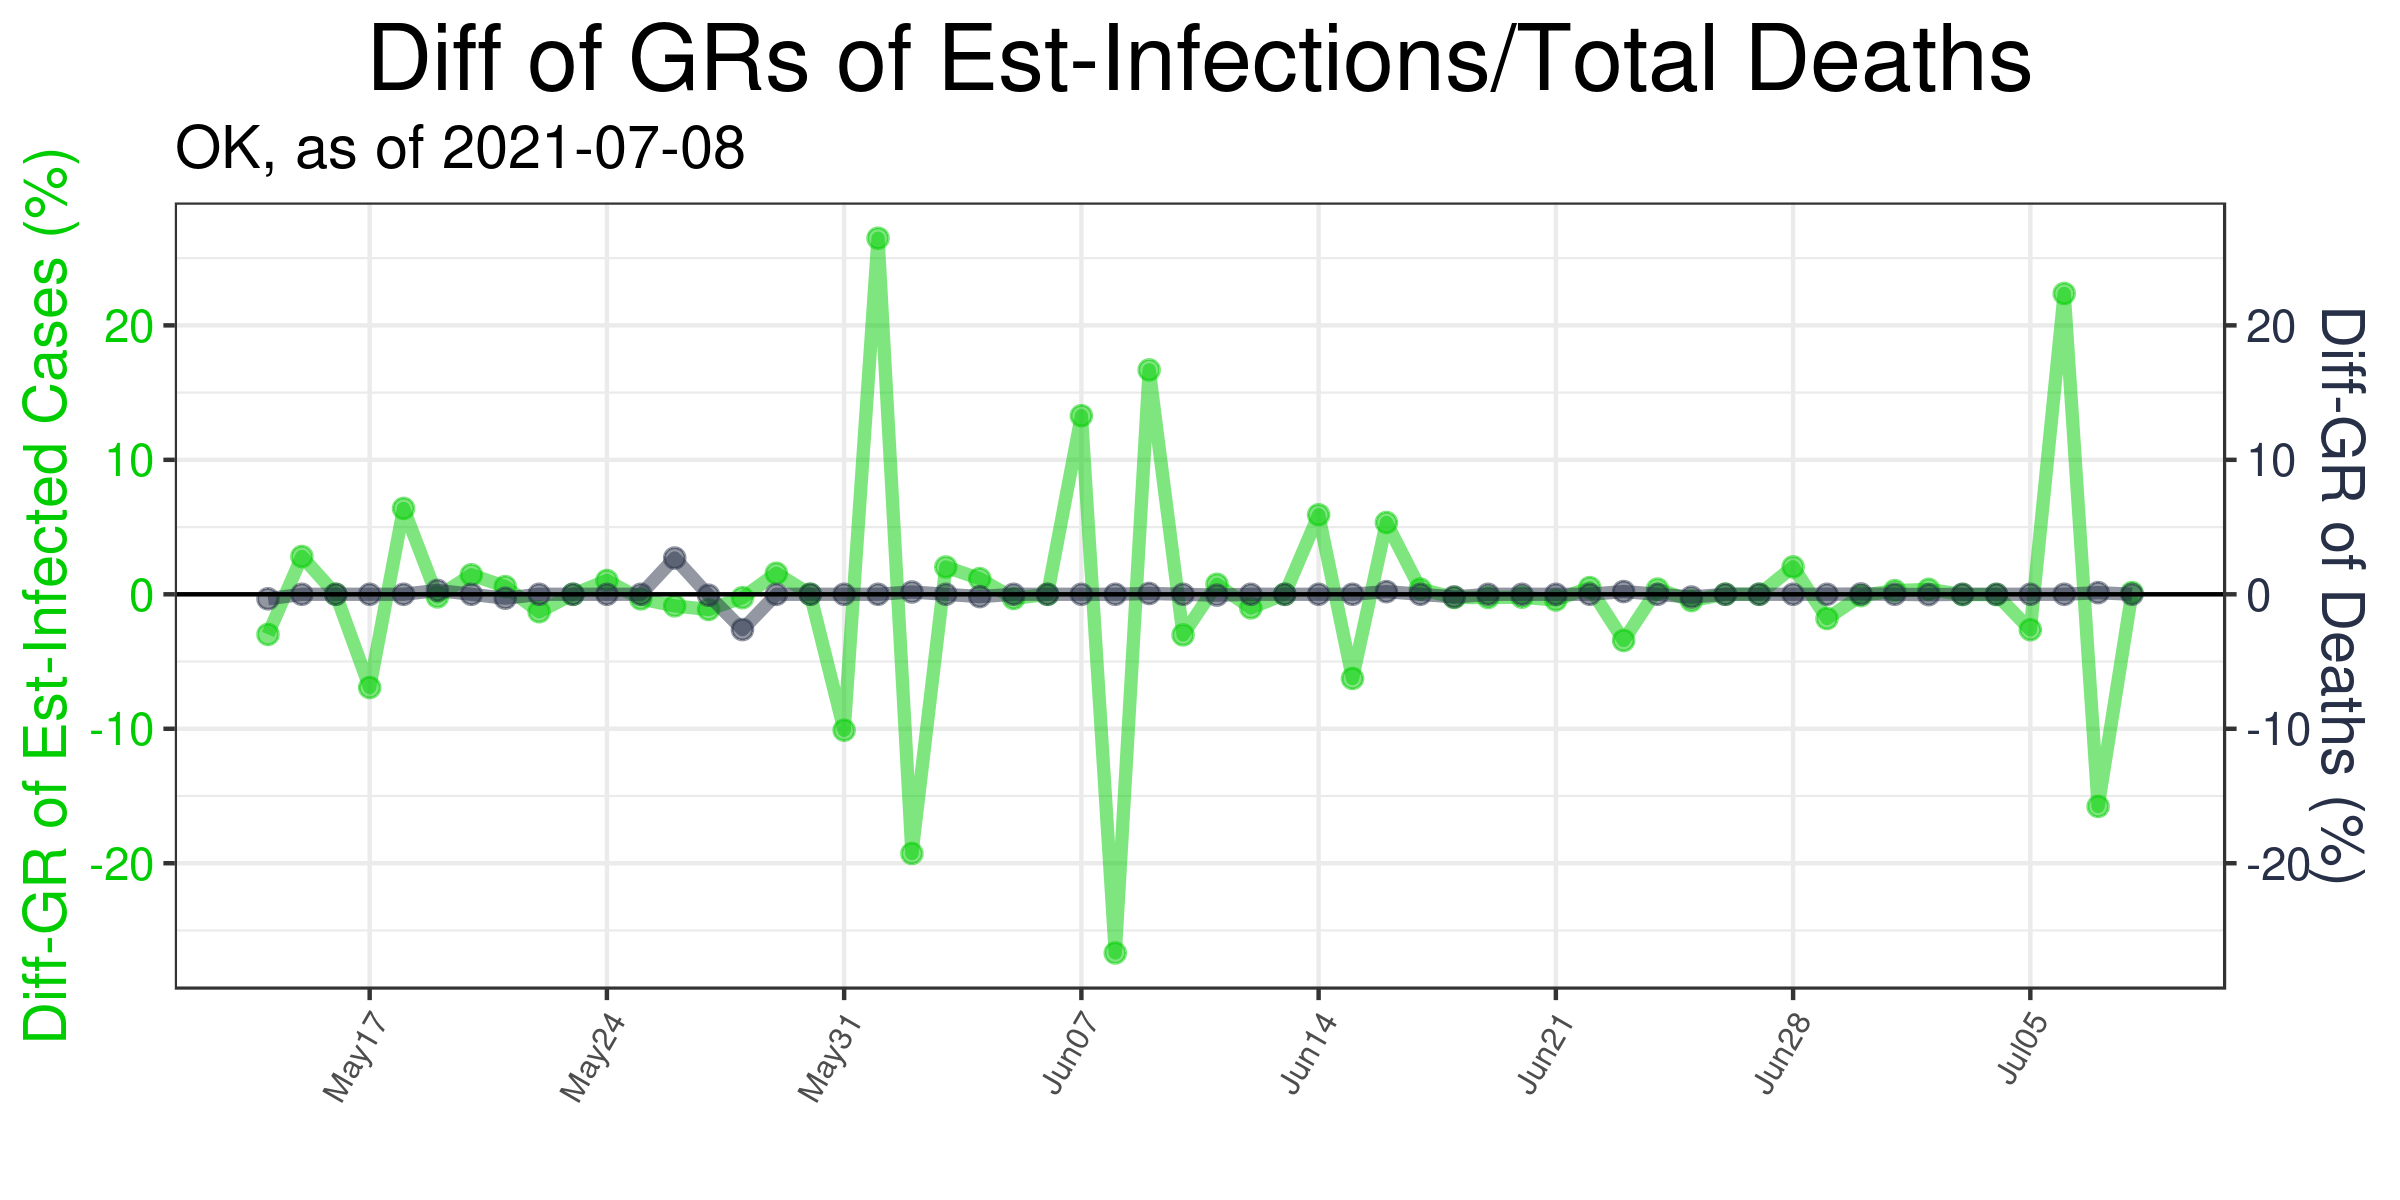 Diff of GRs of Est-Infections/Total Deaths
OK, as of 2021-07-08
Diff-GR of Est-Infected Cases (%)
20
10
0
-10
-20
20
10
0
-10
-20
Diff-GR of Deaths (%)
May17
May24
May31
Jun07
Jun14
Jun21
Jun28
Jul05